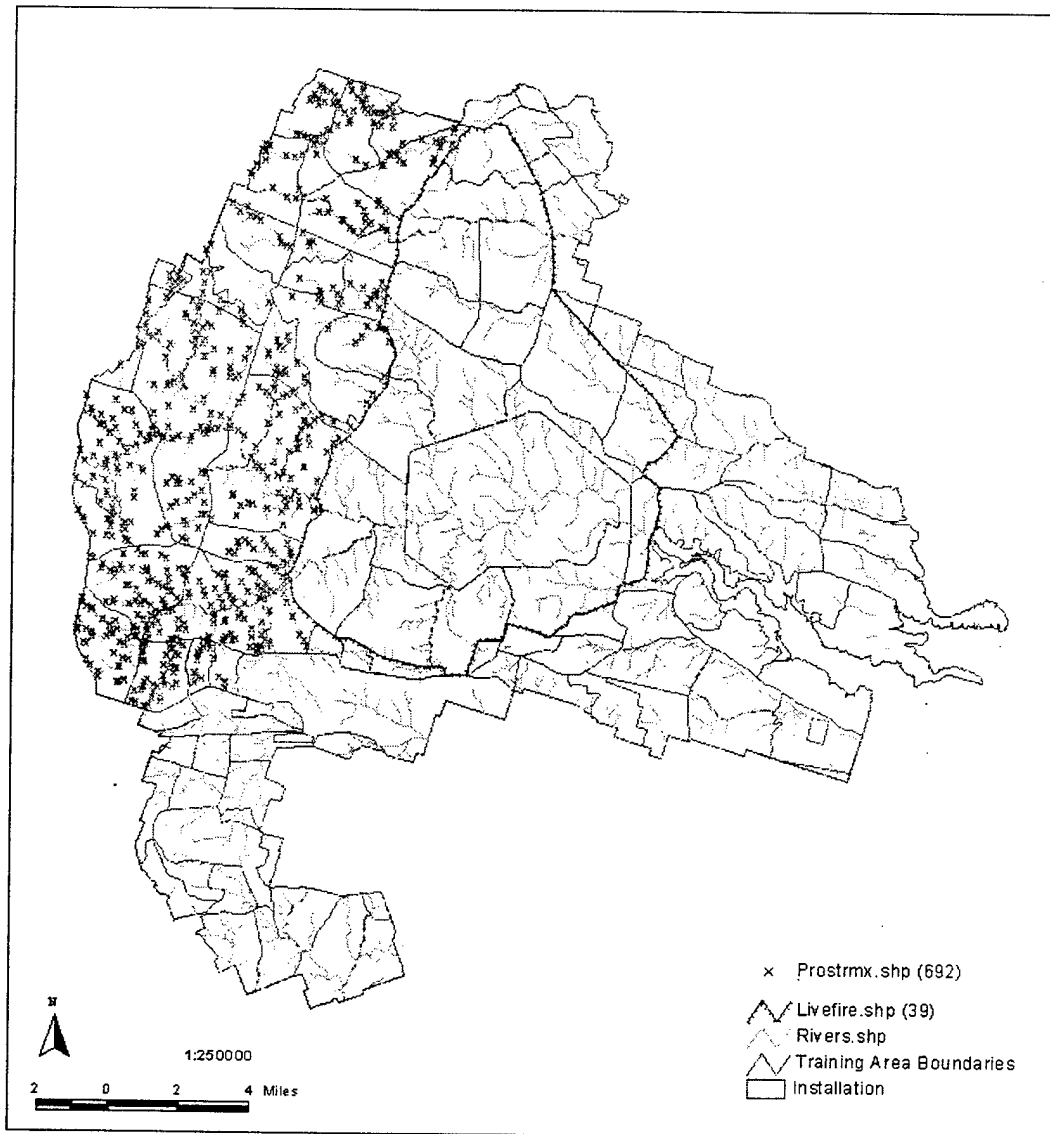 Prostrmx.shp (692)
Livefire.shp (39)
Rivers.shp
Training Area Boundaries
Installation
N
1:250000
2 0 2 4 Miles